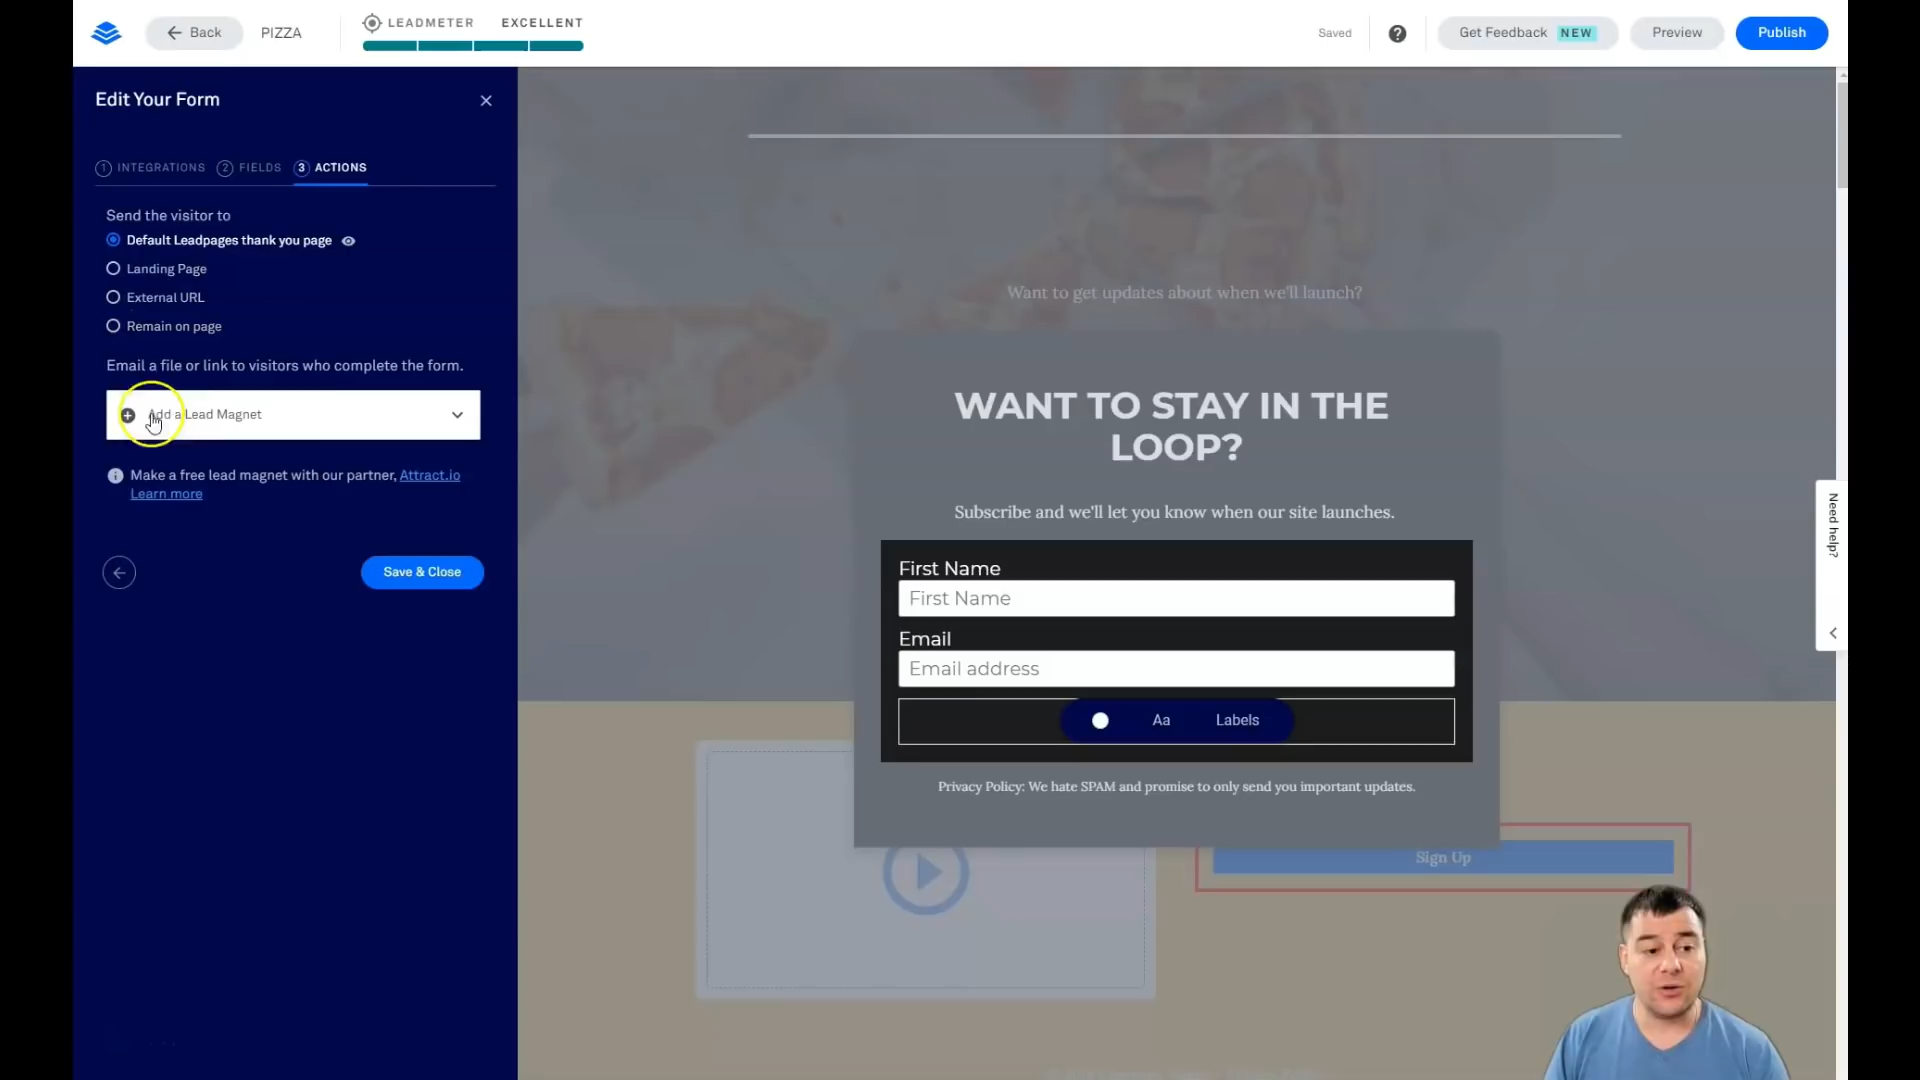 Back
PIZZA
LEADMETER EXCELLENT
Saved
?
Get Feedback NEW
Preview
Publish
Edit Your Form
1 INTEGRATIONS 2 FIELDS 3 ACTIONS
Send the visitor to
Default Leadpages thank you page
Landing Page
External URL
Remain on page
Email a file or link to visitors who complete the form.
Add a Lead Magnet
Make a free lead magnet with our partner, Attract.io
Learn more
Save & Close
Want to get updates about when we'll launch?
WANT TO STAY IN THE
LOOP?
Subscribe and we'll let you know when our site launches.
First Name
First Name
Email
Email address
Aa Labels
Privacy Policy: We hate SPAM and promise to only send you important updates.
Sign Up
Need help?